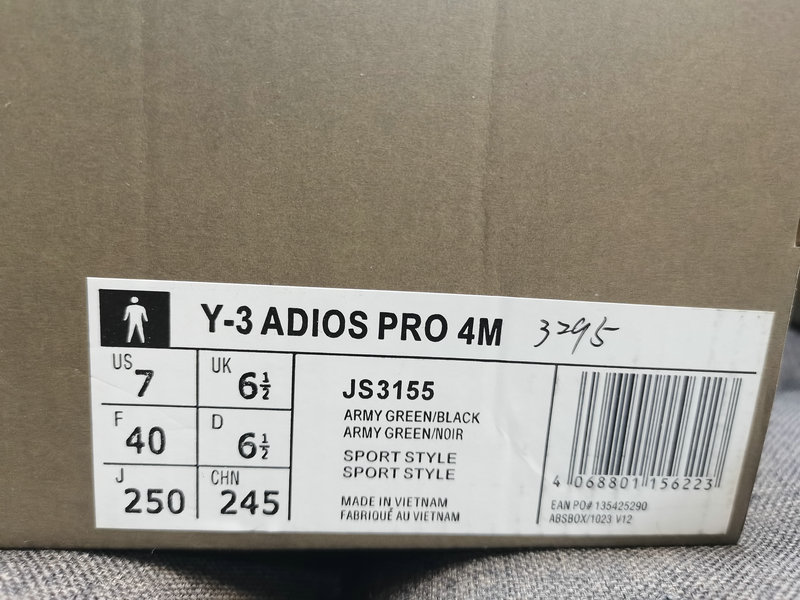 Y-3 ADIOS PRO 4M 3295
US 7 UK 6½
F 40 D 6½
J 250 CHN 245
JS3155
ARMY GREEN/BLACK
ARMY GREEN/NOIR
SPORT STYLE
SPORT STYLE
MADE IN VIETNAM
FABRIQUÉ AU VIETNAM
4 068801 156223
EAN PO# 135425290
ABSBOX/1023 V12